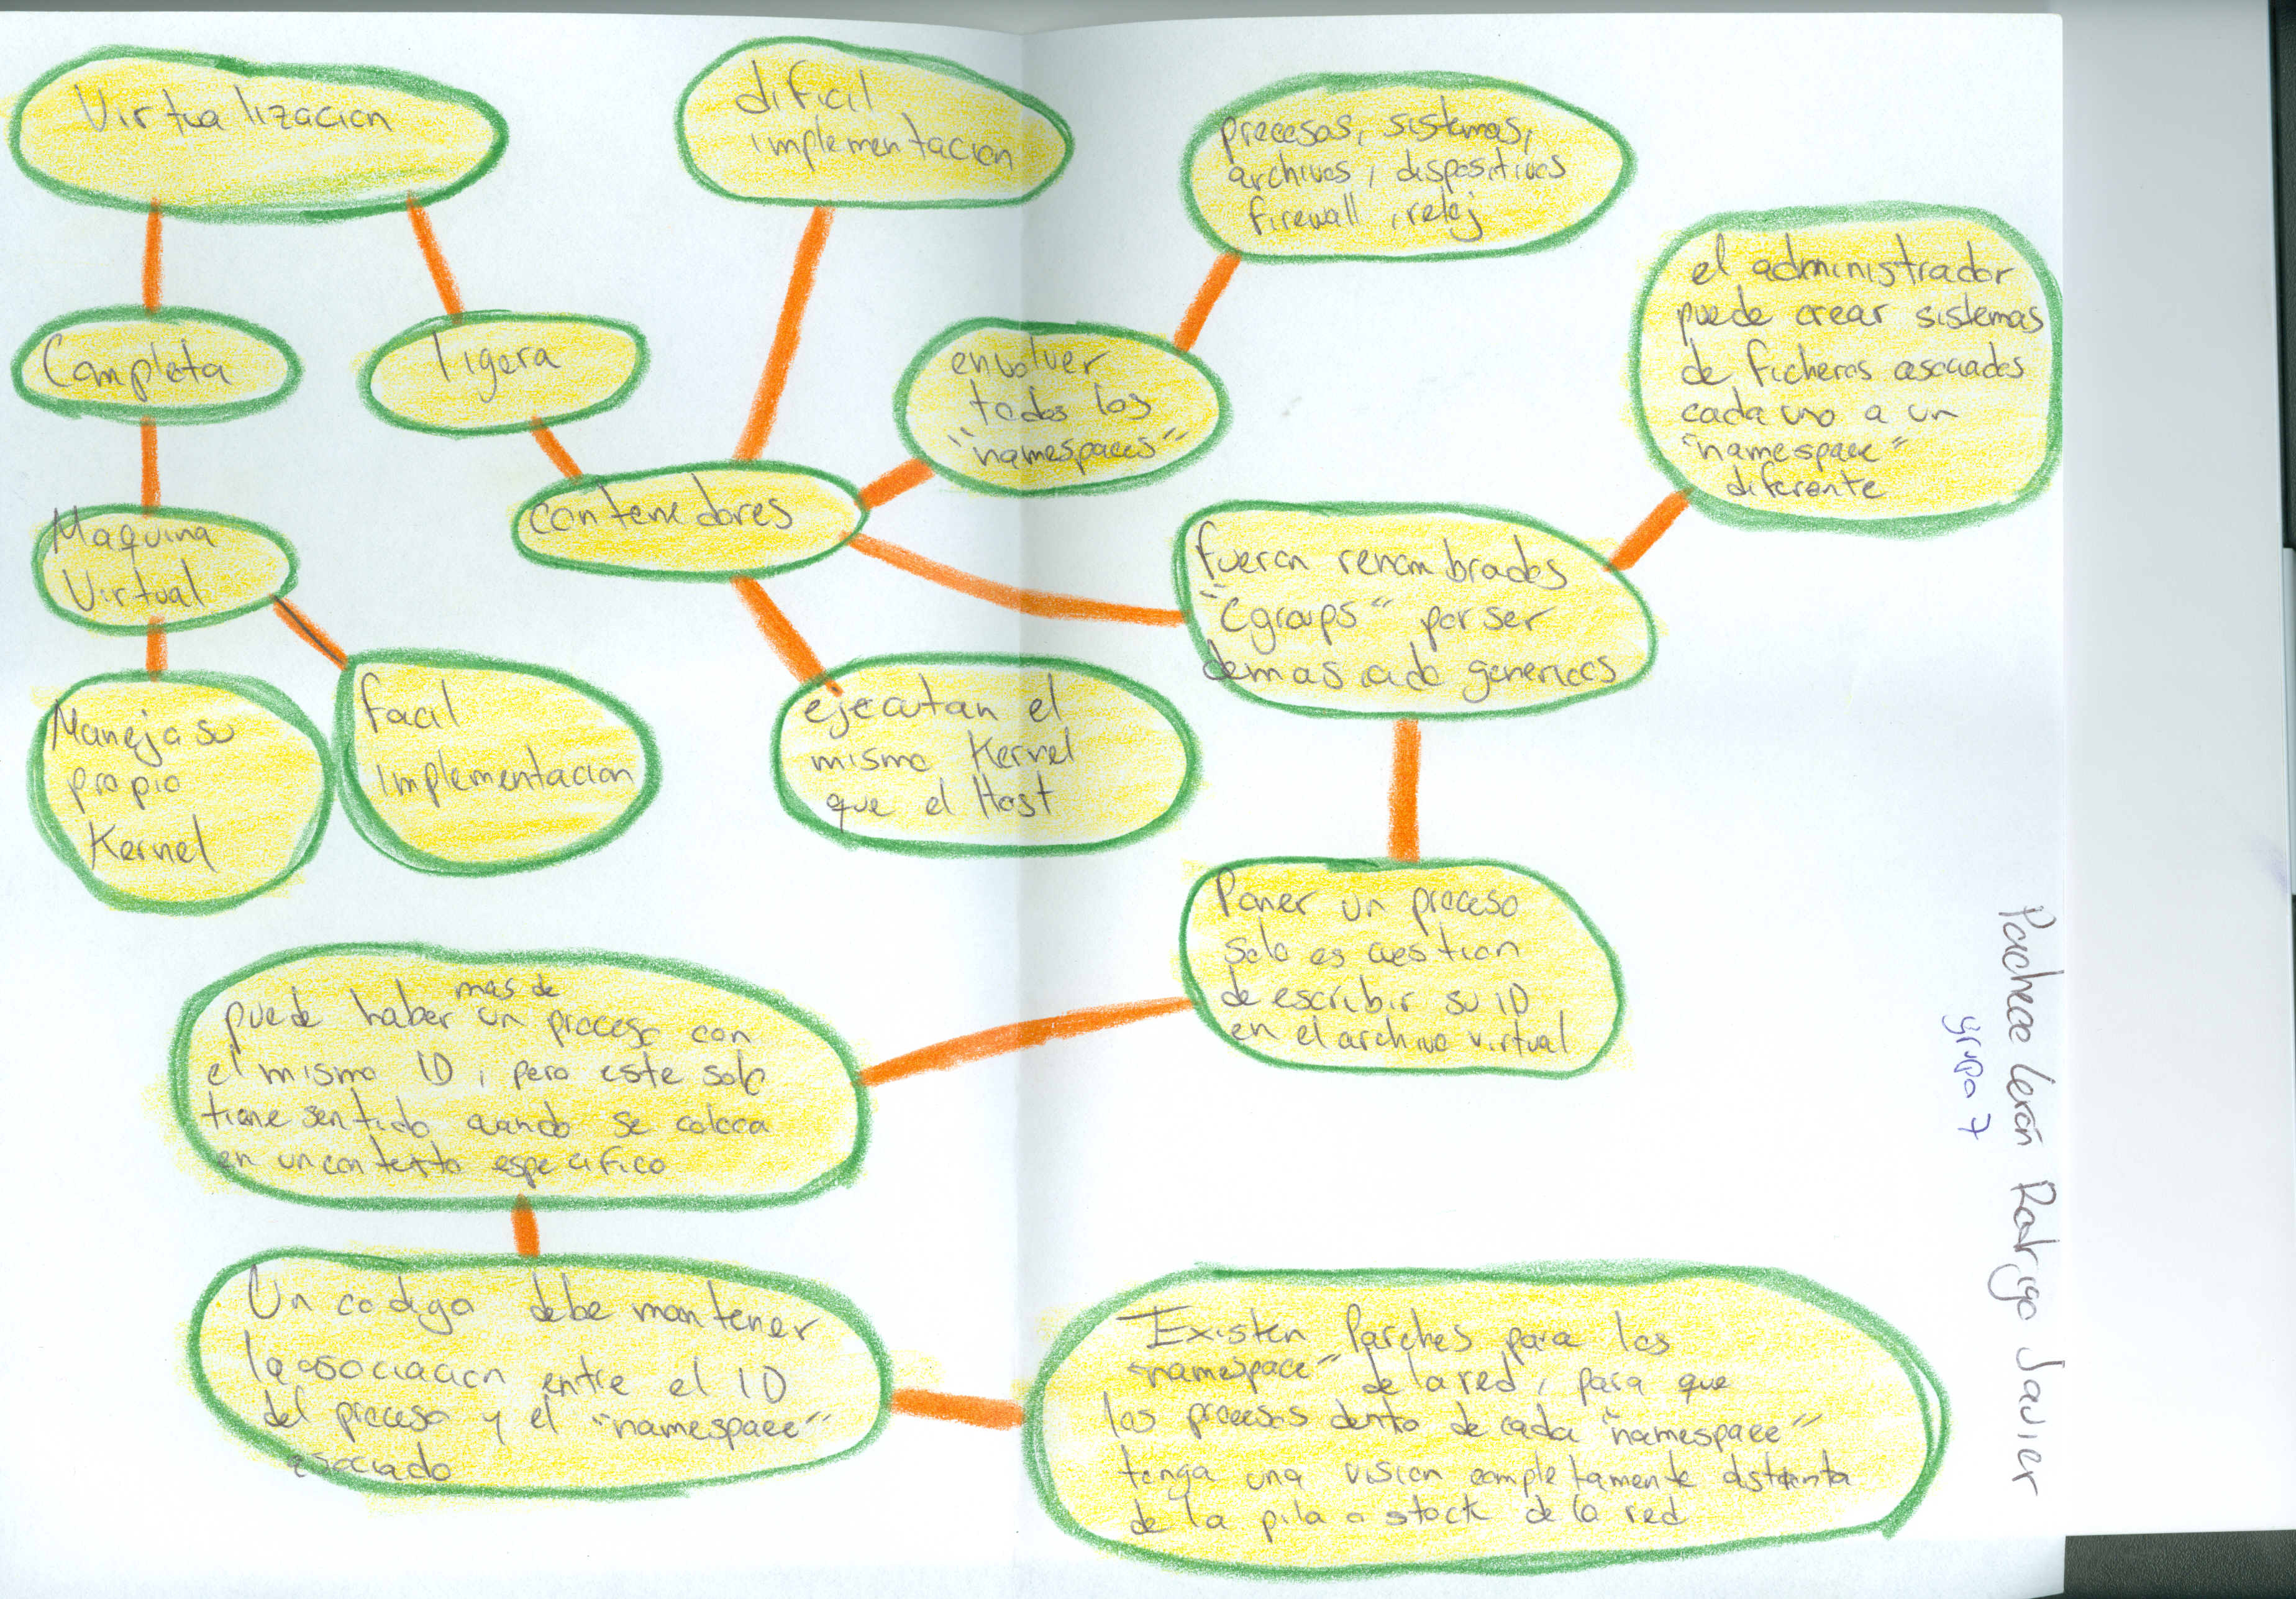 Virtualizacion
Completa
ligera
Maquina
Virtual
Maneja su
propio
Kernel
facil
implementacion
contenedores
dificil
implementacion
envolver
todos los
"namespaces"
procesos, sistemas,
archivos, dispositivos
firewall, reloj
ejecutan el
mismo Kernel
que el Host
fueron renombrados
"Cgroups" por ser
demasiado genericos
el administrador
puede crear sistemas
de ficheros asociados
cada uno a un
"namespace"
diferente
Poner un proceso
solo es cuestion
de escribir su ID
en el archivo virtual
puede haber mas de un proceso con
el mismo ID, pero este solo
tiene sentido cuando se coloca
en un contexto especifico
Un codigo debe mantener
la asociacion entre el ID
del proceso y el "namespace"
asociado
Existen Parches para los
"namespace" de la red, para que
los procesos dento de cada "namespace"
tenga una vision completamente distinta
de la pila o stock de la red
Rodrigo Javier
grupo 7